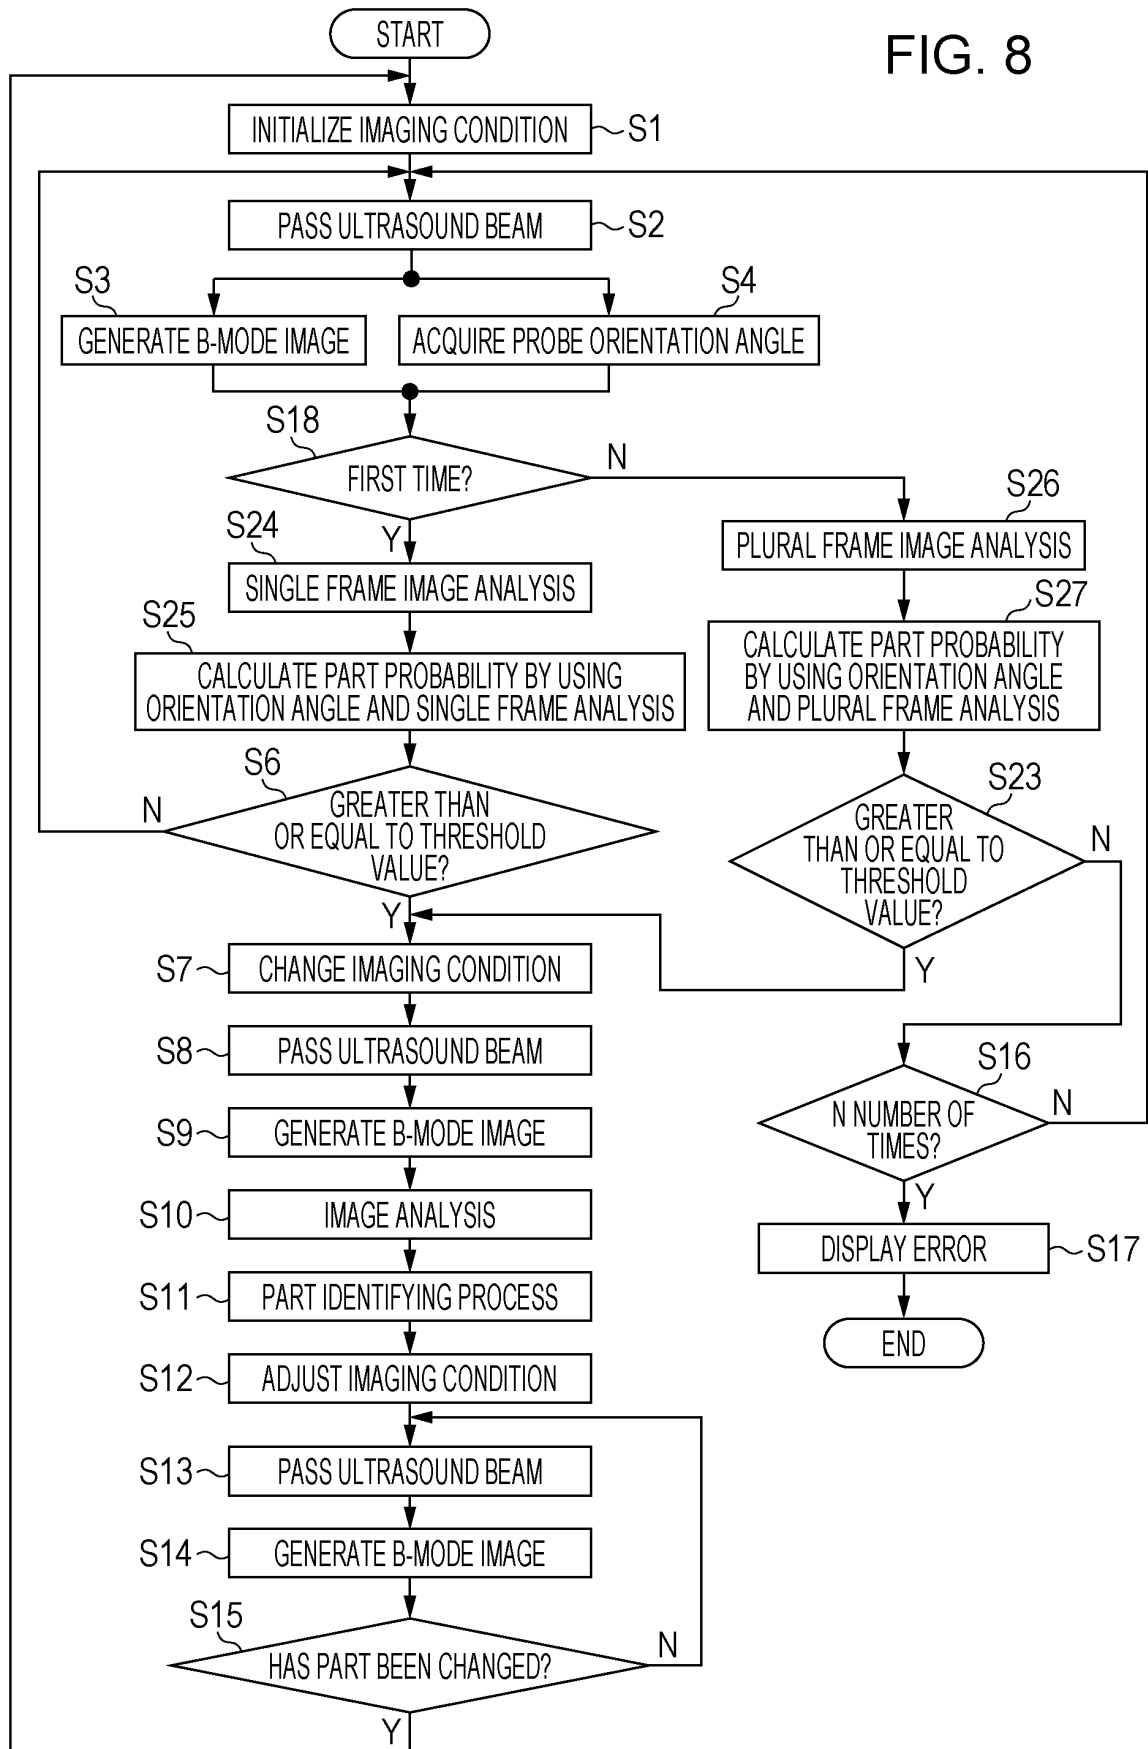 START
FIG. 8
INITIALIZE IMAGING CONDITION
S1
PASS ULTRASOUND BEAM
S2
S3
S4
GENERATE B-MODE IMAGE
ACQUIRE PROBE ORIENTATION ANGLE
S18
FIRST TIME?
N
Y
S24
SINGLE FRAME IMAGE ANALYSIS
S26
PLURAL FRAME IMAGE ANALYSIS
S25
CALCULATE PART PROBABILITY BY USING
ORIENTATION ANGLE AND SINGLE FRAME ANALYSIS
S27
CALCULATE PART PROBABILITY
BY USING ORIENTATION ANGLE
AND PLURAL FRAME ANALYSIS
S6
N
GREATER THAN
OR EQUAL TO THRESHOLD
VALUE?
Y
S23
GREATER
THAN OR EQUAL TO
THRESHOLD
VALUE?
N
Y
S7
CHANGE IMAGING CONDITION
S8
PASS ULTRASOUND BEAM
S16
N NUMBER OF
TIMES?
N
Y
S9
GENERATE B-MODE IMAGE
S10
IMAGE ANALYSIS
DISPLAY ERROR
S17
S11
PART IDENTIFYING PROCESS
END
S12
ADJUST IMAGING CONDITION
S13
PASS ULTRASOUND BEAM
S14
GENERATE B-MODE IMAGE
S15
HAS PART BEEN CHANGED?
N
Y